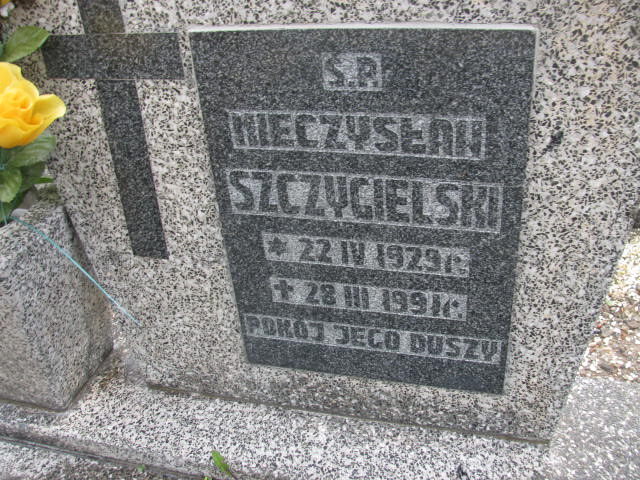 Ś.P.
MIECZYSŁAW
SZCZYGIELSKI
* 22 IV 1929 r.
+ 28 III 1991 r.
POKÓJ JEGO DUSZY